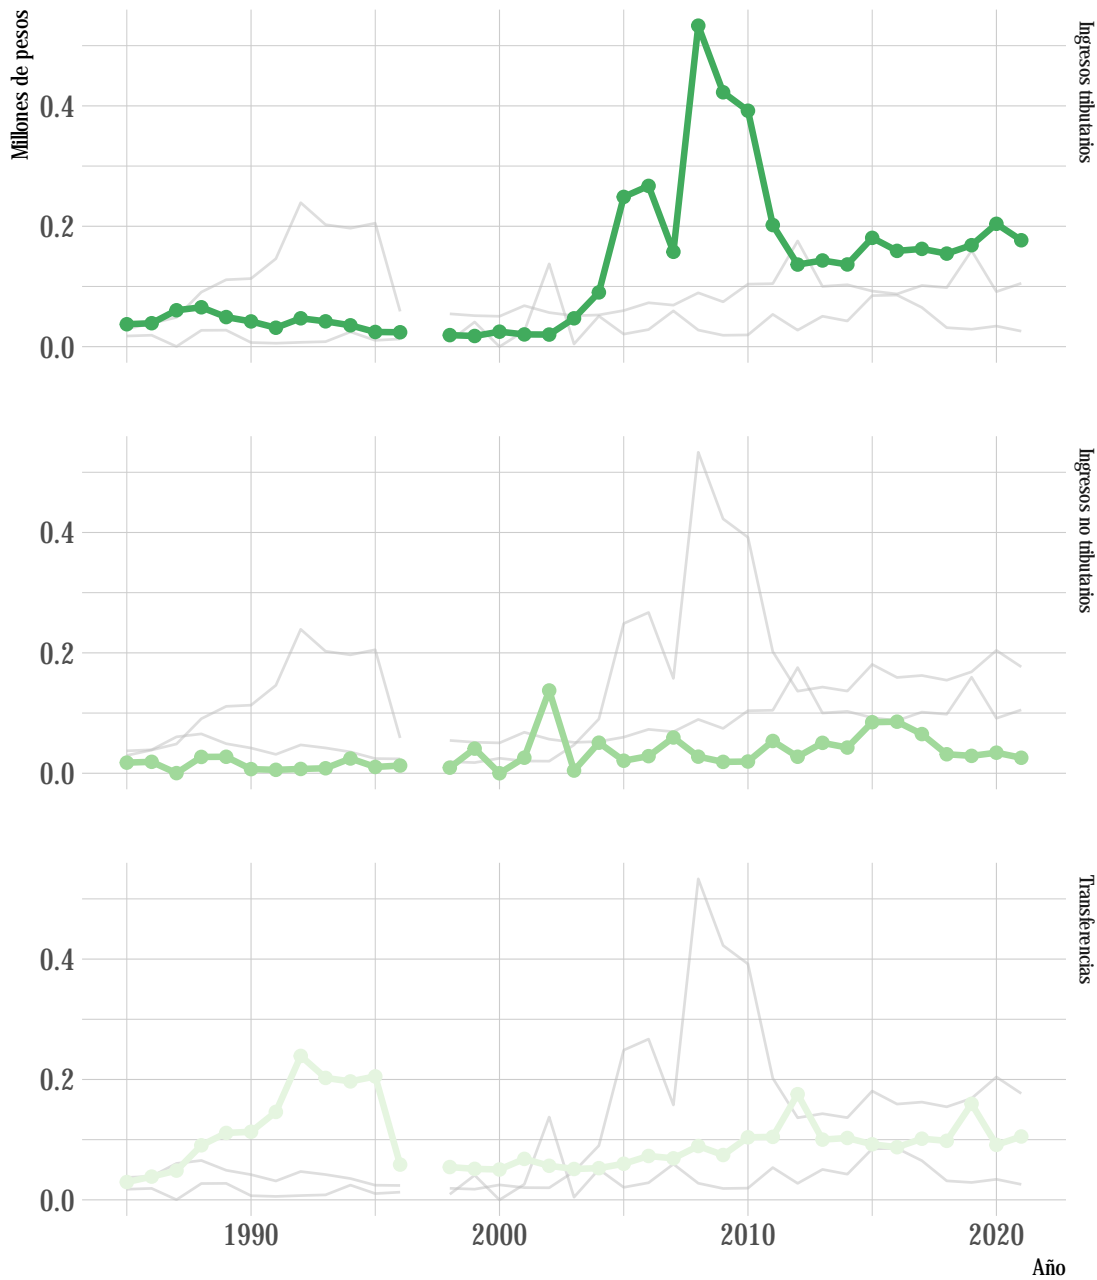 Millones de pesos
Ingresos tributarios
0.4
0.2
0.0
Ingresos no tributarios
0.4
0.2
0.0
Transferencias
0.4
0.2
0.0
1990 2000 2010 2020
Año